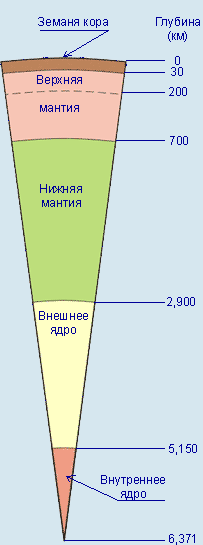 Земаня кора
Глубина
(км)
0
30
Верхняя
200
мантия
700
Нижняя
мантия
2,900
Внешнее
ядро
5,150
Внутреннее
ядро
6,371